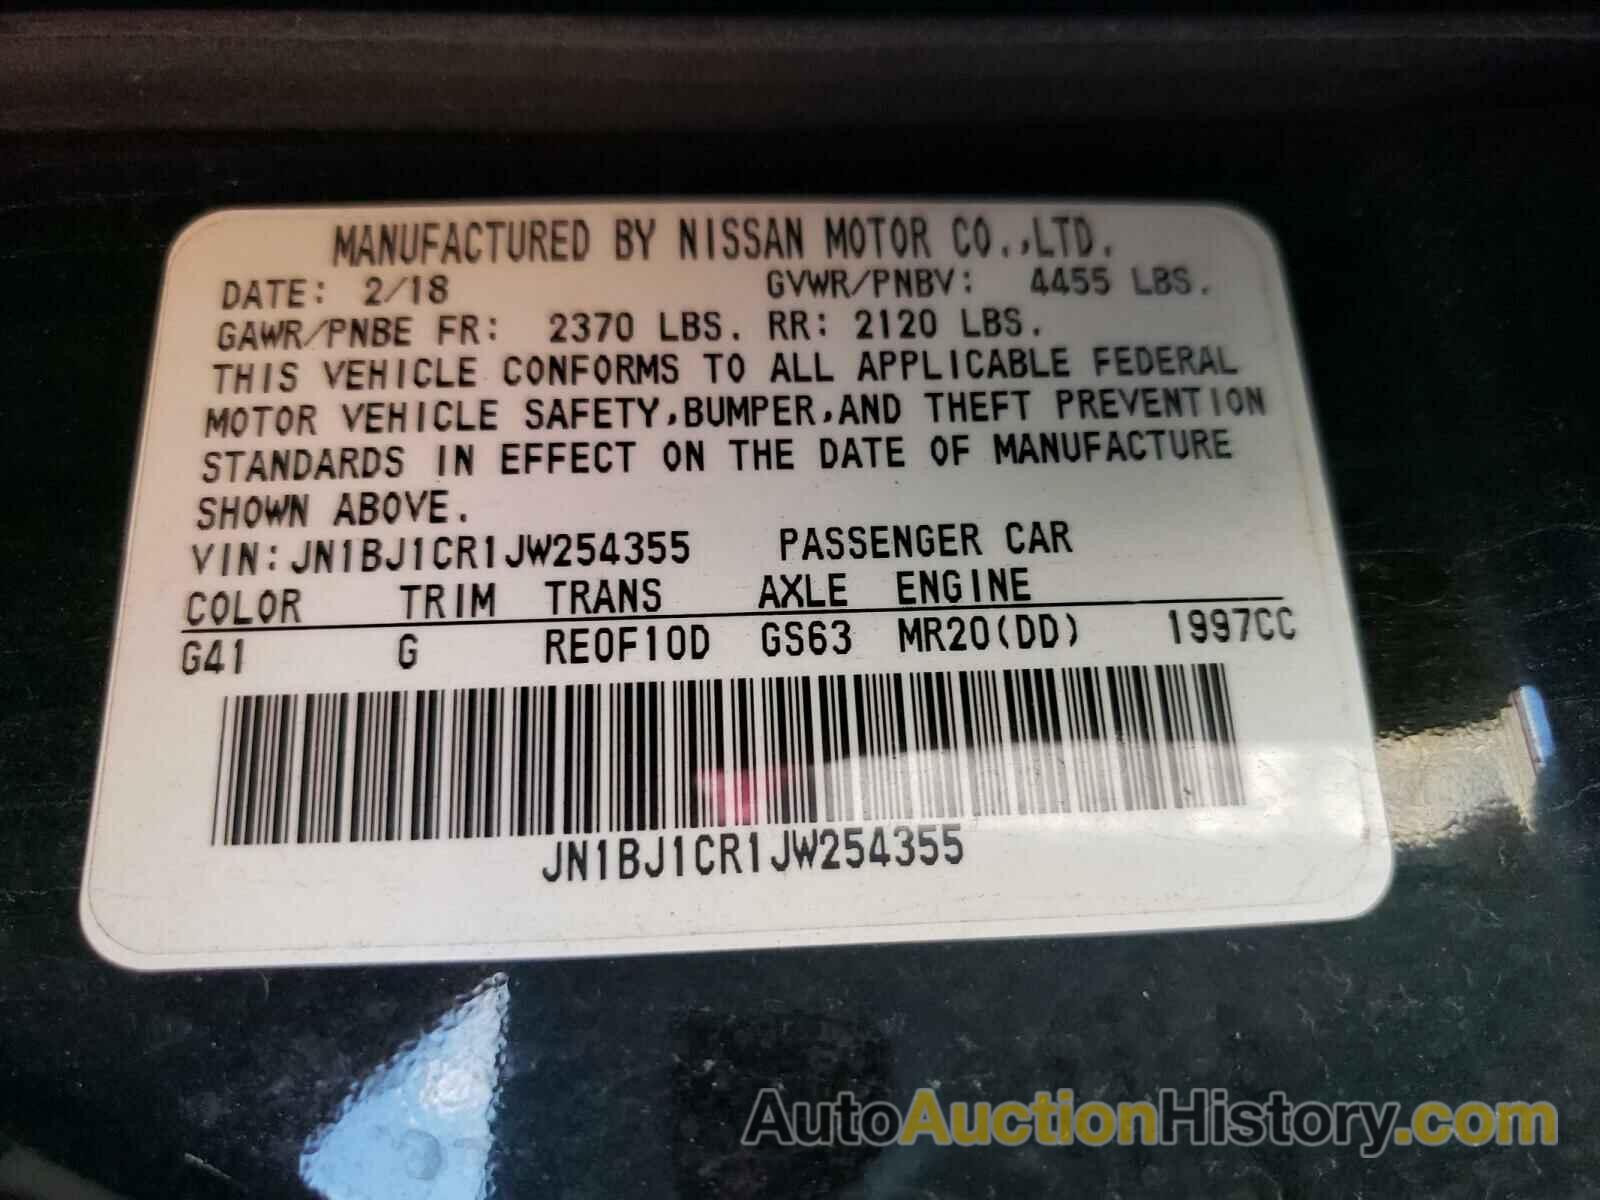 MANUFACTURED BY NISSAN MOTOR CO.,LTD.
DATE: 2/18 GVWR/PNBV: 4455 LBS.
GAWR/PNBE FR: 2370 LBS. RR: 2120 LBS.
THIS VEHICLE CONFORMS TO ALL APPLICABLE FEDERAL
MOTOR VEHICLE SAFETY,BUMPER,AND THEFT PREVENTION
STANDARDS IN EFFECT ON THE DATE OF MANUFACTURE
SHOWN ABOVE.
VIN:JN1BJ1CR1JW254355 PASSENGER CAR
COLOR TRIM TRANS AXLE ENGINE
G41 G RE0F10D GS63 MR20(DD) 1997CC
JN1BJ1CR1JW254355
AutoAuctionHistory.com